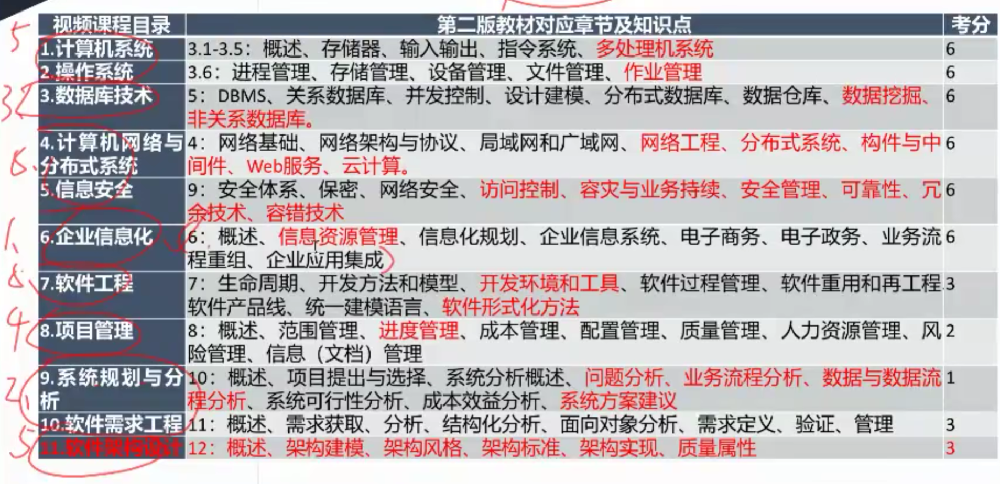 视频课程目录 第二版教材对应章节及知识点 考分
5
1.计算机系统 3.1-3.5：概述、存储器、输入输出、指令系统、多处理机系统 6
2.操作系统 3.6：进程管理、存储管理、设备管理、文件管理、作业管理 6
3.数据库技术 5：DBMS、关系数据库、并发控制、设计建模、分布式数据库、数据仓库、数据挖掘、 6
非关系数据库。
4.计算机网络与 4：网络基础、网络架构与协议、局域网和广域网、网络工程、分布式系统、构件与中 6
分布式系统 间件、Web服务、云计算。
5.信息安全 9：安全体系、保密、网络安全、访问控制、容灾与业务持续、安全管理、可靠性、冗 6
余技术、容错技术
6.企业信息化 6：概述、信息资源管理、信息化规划、企业信息系统、电子商务、电子政务、业务流 6
程重组、企业应用集成
7.软件工程 7：生命周期、开发方法和模型、开发环境和工具、软件过程管理、软件重用和再工程 3
软件产品线、统一建模语言、软件形式化方法
4
8.项目管理 8：概述、范围管理、进度管理、成本管理、配置管理、质量管理、人力资源管理、风 2
险管理、信息（文档）管理
9.系统规划与分 10：概述、项目提出与选择、系统分析概述、问题分析、业务流程分析、数据与数据流 1
析 程分析、系统可行性分析、成本效益分析、系统方案建议
10.软件需求工程 11：概述、需求获取、分析、结构化分析、面向对象分析、需求定义、验证、管理 3
11.软件架构设计 12：概述、架构建模、架构风格、架构标准、架构实现、质量属性 3